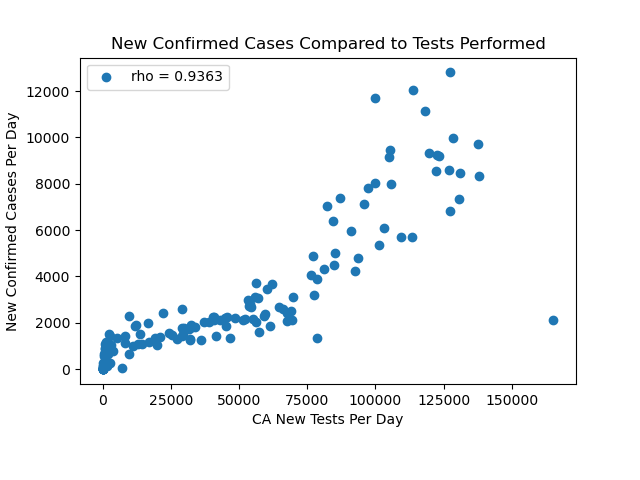 New Confirmed Cases Compared to Tests Performed
rho = 0.9363
New Confirmed Caeses Per Day
12000
10000
8000
6000
4000
2000
0
0 25000 50000 75000 100000 125000 150000
CA New Tests Per Day